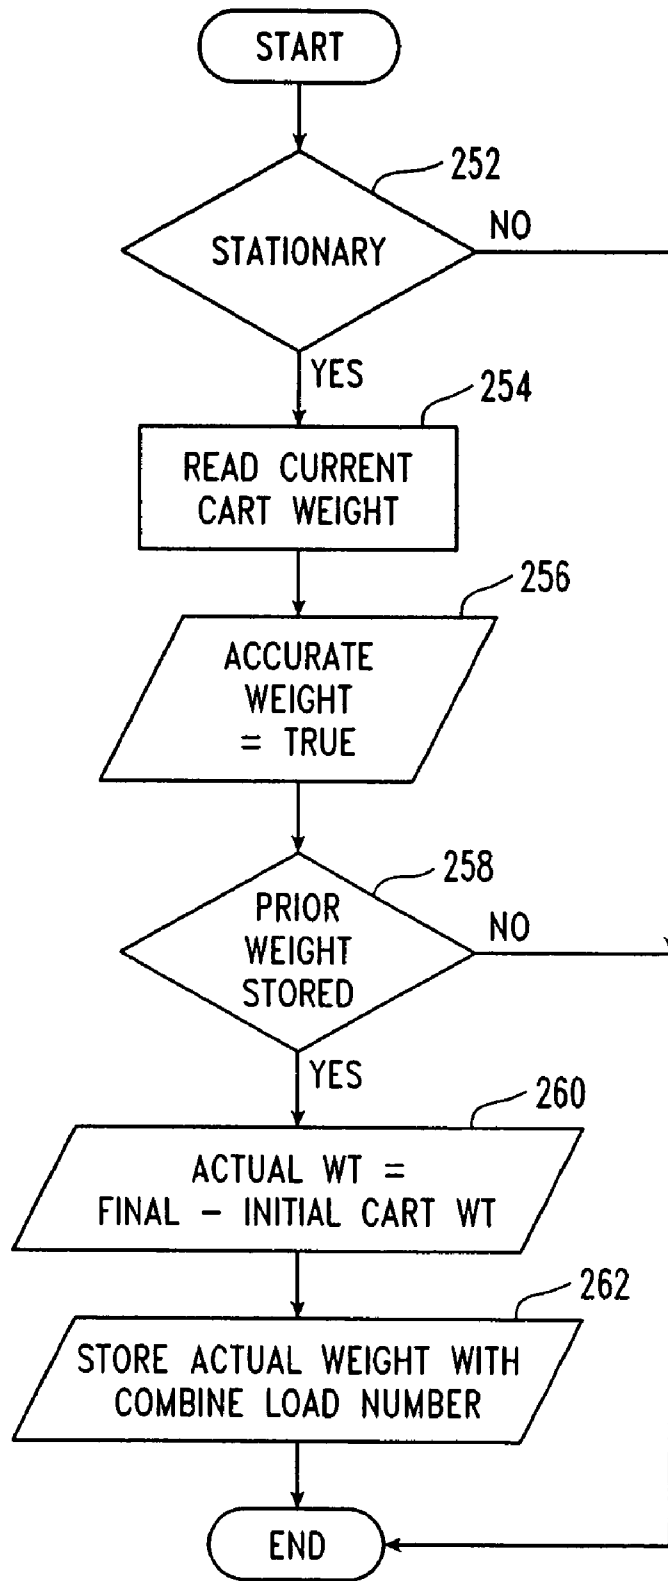 START
252
STATIONARY
NO
YES
254
READ CURRENT
CART WEIGHT
256
ACCURATE
WEIGHT
= TRUE
258
PRIOR
WEIGHT
STORED
NO
YES
260
ACTUAL WT =
FINAL - INITIAL CART WT
262
STORE ACTUAL WEIGHT WITH
COMBINE LOAD NUMBER
END